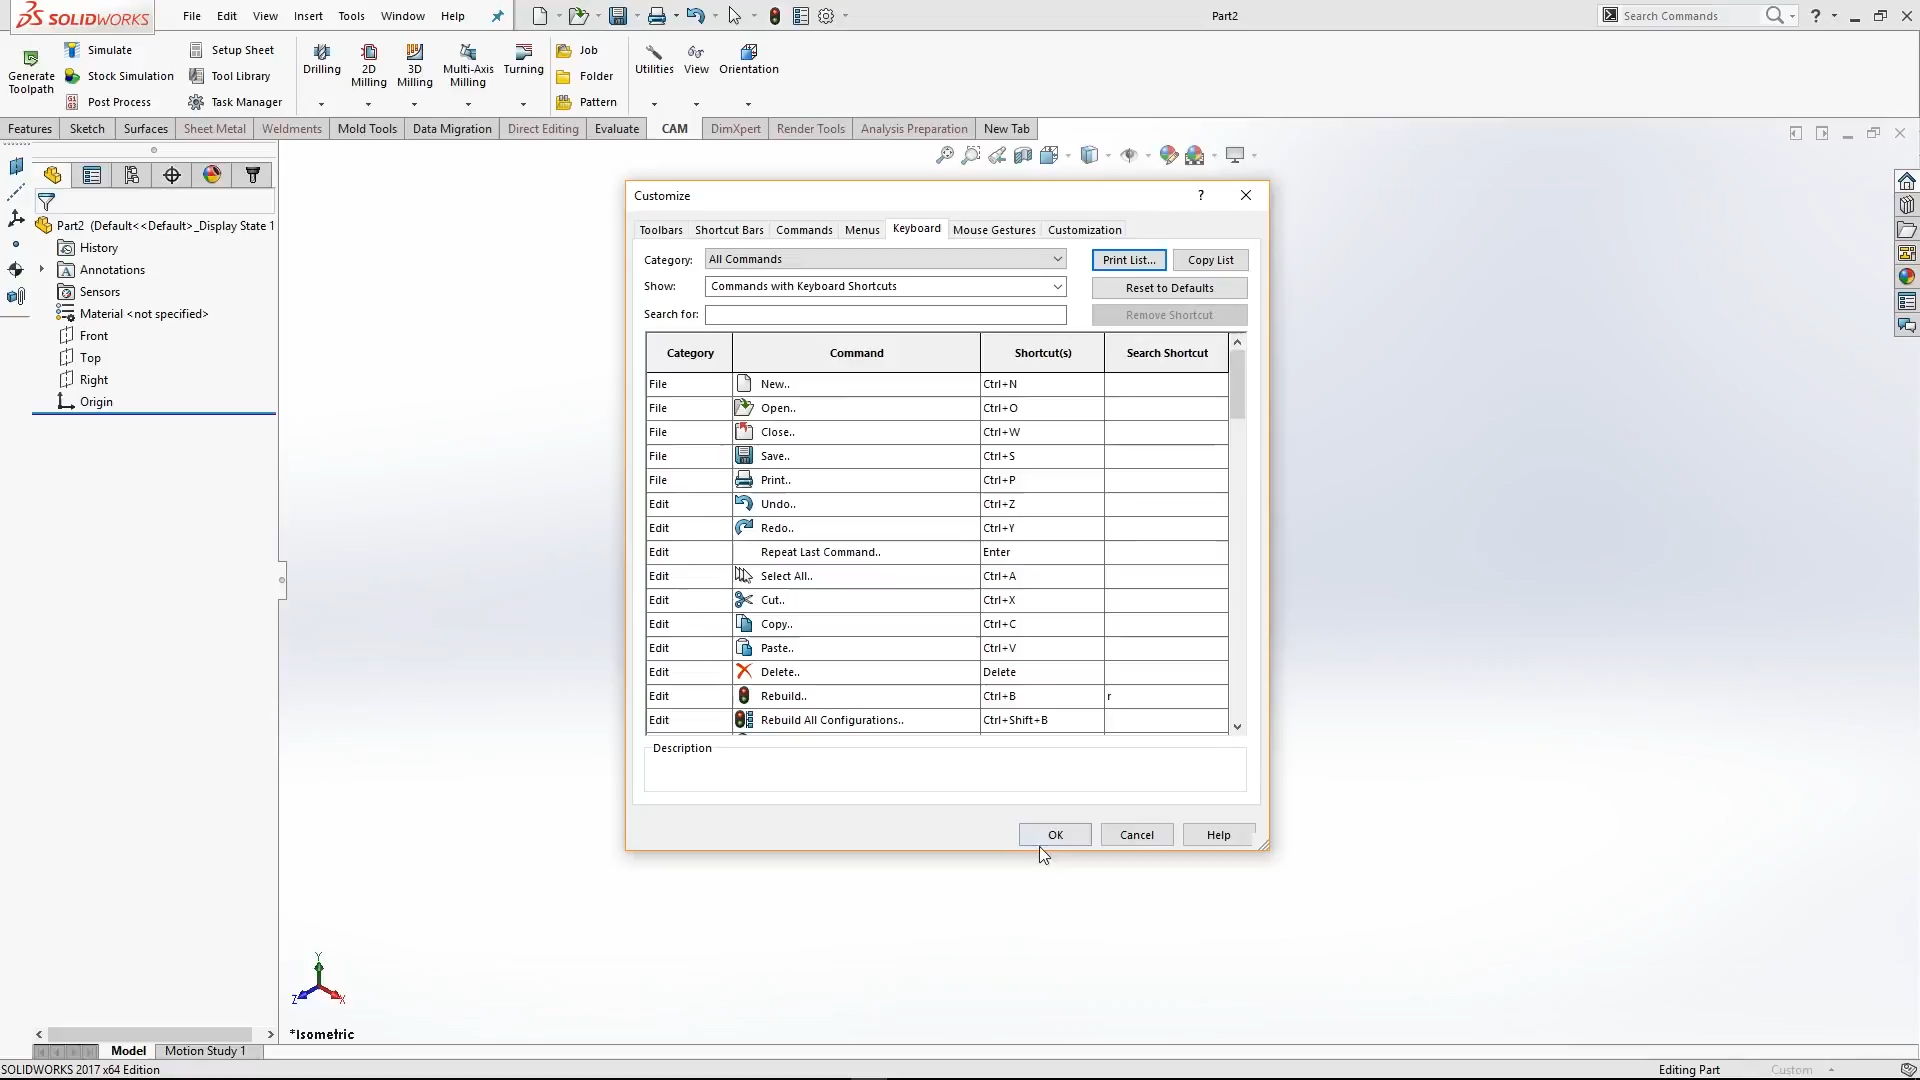 SOLIDWORKS File Edit View Insert Tools Window Help Part2 Search Commands ?
Simulate Setup Sheet Job
Generate Toolpath Stock Simulation Tool Library Drilling 2D Milling 3D Milling Multi-Axis Milling Turning Folder Utilities View Orientation
Post Process Task Manager Pattern
Features Sketch Surfaces Sheet Metal Weldments Mold Tools Data Migration Direct Editing Evaluate CAM DimXpert Render Tools Analysis Preparation New Tab
Part2 (Default<<Default>_Display State 1
History
Annotations
Sensors
Material <not specified>
Front
Top
Right
Origin
Customize ?
Toolbars Shortcut Bars Commands Menus Keyboard Mouse Gestures Customization
Category: All Commands Print List... Copy List
Show: Commands with Keyboard Shortcuts Reset to Defaults
Search for: Remove Shortcut
Category Command Shortcut(s) Search Shortcut
File New.. Ctrl+N
File Open.. Ctrl+O
File Close.. Ctrl+W
File Save.. Ctrl+S
File Print.. Ctrl+P
Edit Undo.. Ctrl+Z
Edit Redo.. Ctrl+Y
Edit Repeat Last Command.. Enter
Edit Select All.. Ctrl+A
Edit Cut.. Ctrl+X
Edit Copy.. Ctrl+C
Edit Paste.. Ctrl+V
Edit Delete.. Delete
Edit Rebuild.. Ctrl+B r
Edit Rebuild All Configurations.. Ctrl+Shift+B
Description
OK Cancel Help
Y
Z X
*Isometric
Model Motion Study 1
SOLIDWORKS 2017 x64 Edition Editing Part Custom